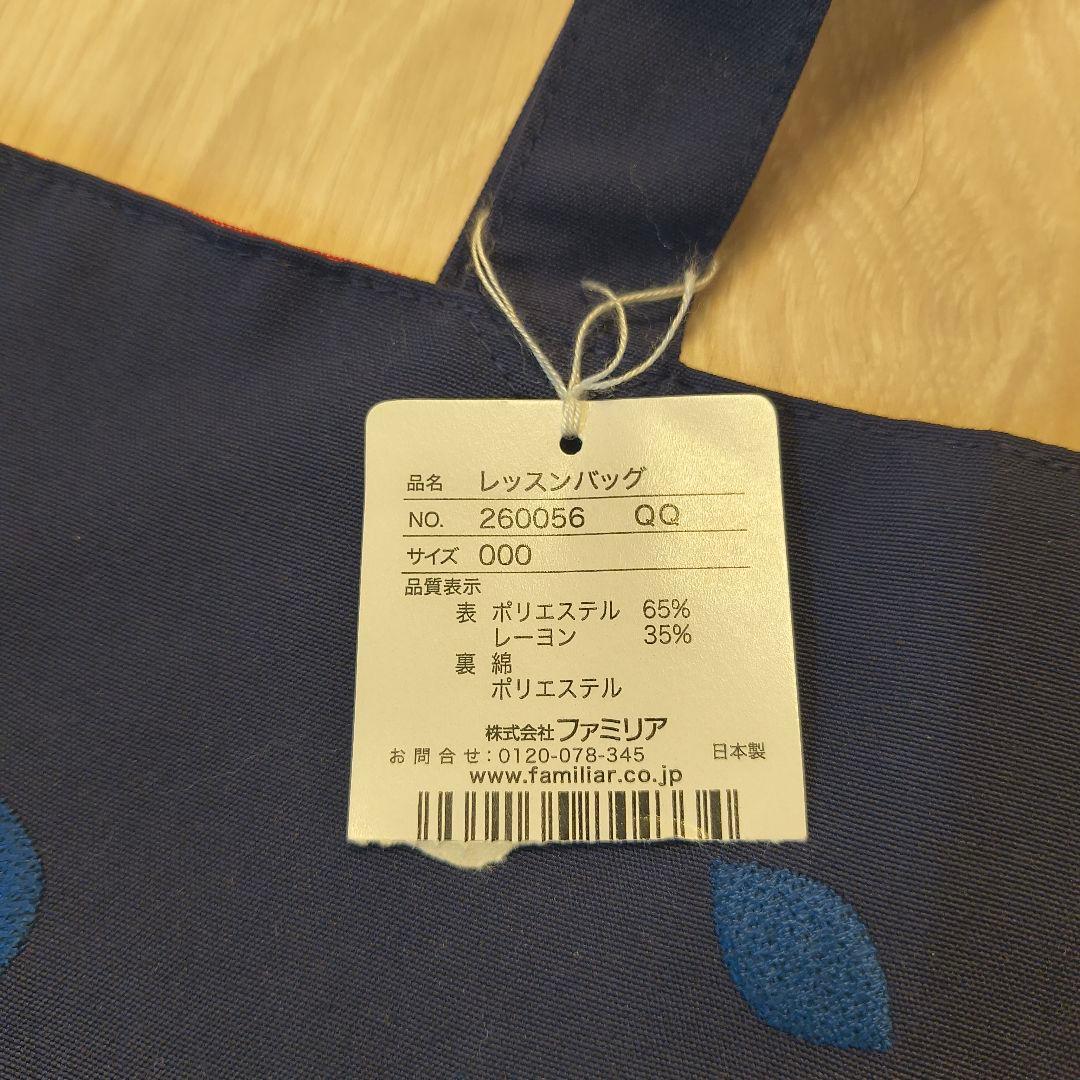 品名 レッスンバッグ
NO. 260056 QQ
サイズ 000
品質表示
表 ポリエステル 65%
レーヨン 35%
裏 綿
ポリエステル
株式会社ファミリア
お問合せ:0120-078-345 日本製
www.familiar.co.jp